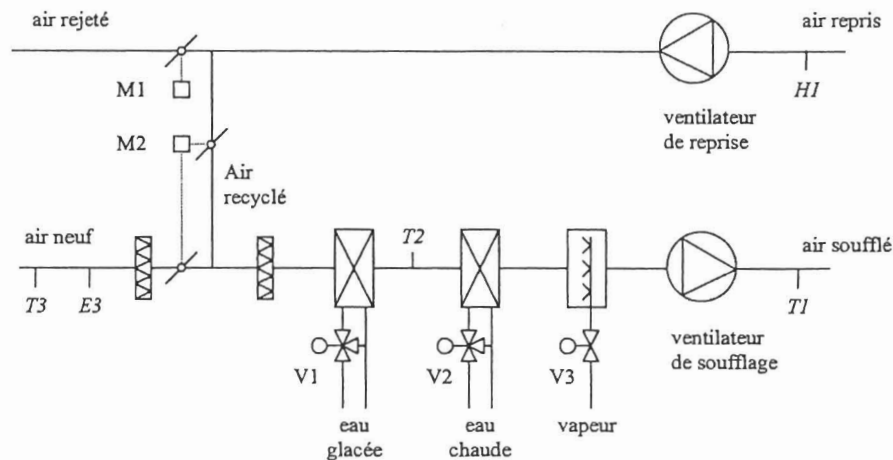 air rejeté
air repris
M1
H1
ventilateur
de reprise
M2
Air
recyclé
air neuf
T2
air soufflé
T3
E3
T1
ventilateur
de soufflage
V1
V2
V3
eau
glacée
eau
chaude
vapeur